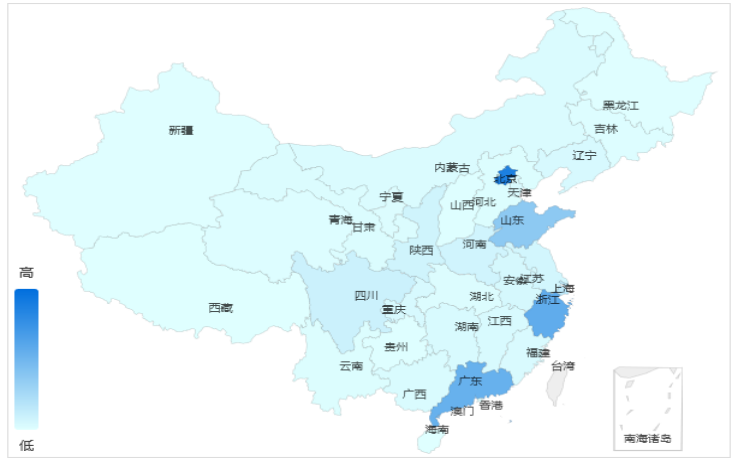 黑龙江
吉林
新疆
辽宁
内蒙古
北京
天津
宁夏
山西
河北
青海
甘肃
山东
陕西
河南
高
安徽
江苏
上海
四川
湖北
浙江
西藏
重庆
湖南
江西
贵州
福建
云南
台湾
广东
广西
香港
澳门
海南
南海诸岛
低